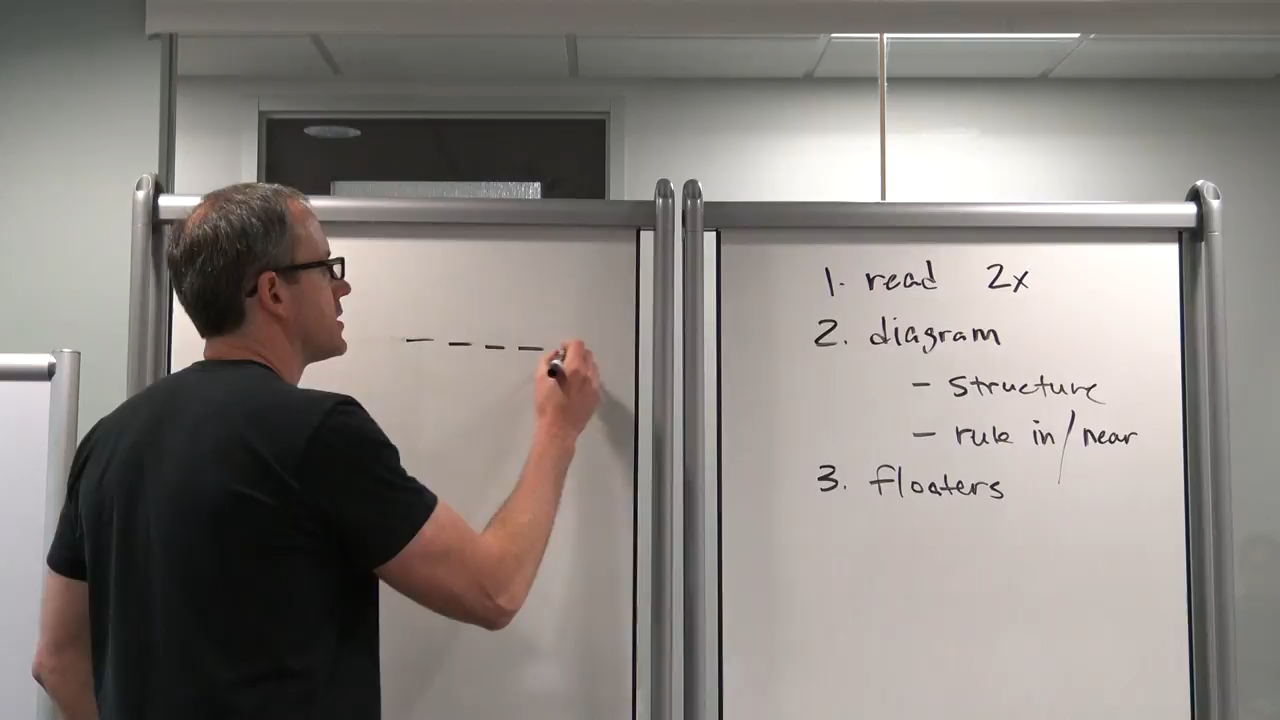 1. read 2x
2. diagram
- structure
- rule in/near
3. floaters